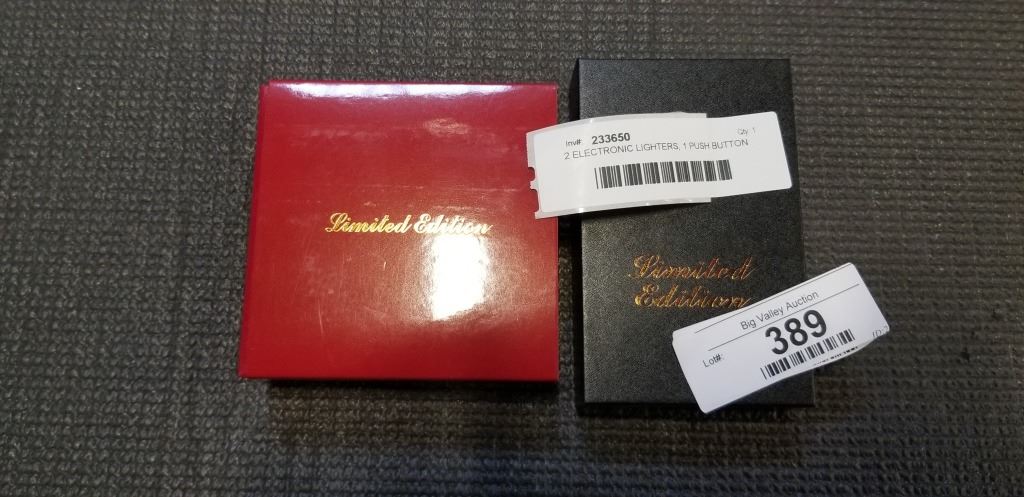 Limited Edition
Inv#: 233650 Qty: 1
2 ELECTRONIC LIGHTERS, 1 PUSH BUTTON
Limited
Edition
Big Valley Auction
Lot#: 389